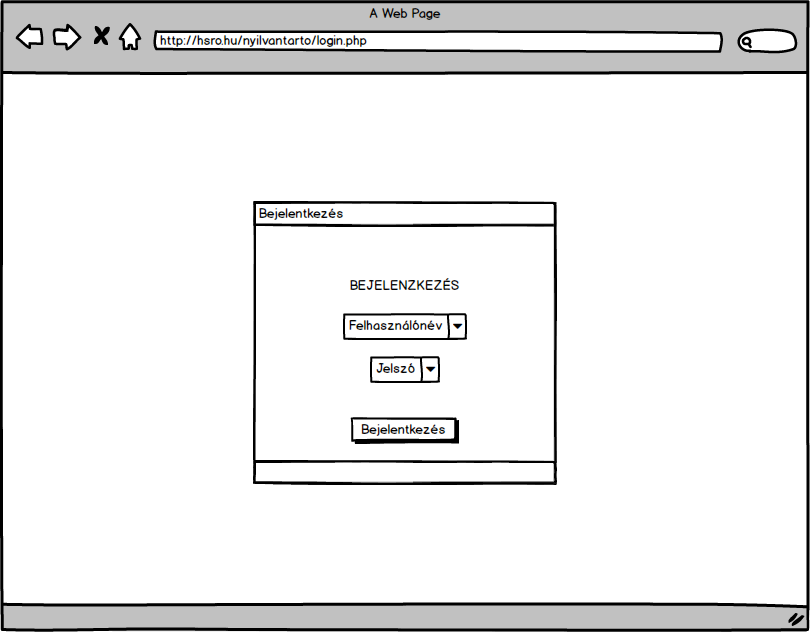 A Web Page
http://hsro.hu/nyilvantarto/login.php
Bejelentkezés
BEJELENZKEZÉS
Felhasználónév
Jelszó
Bejelentkezés